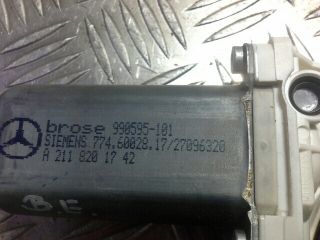 brose 990595-101
SIEMENS 774.60028.17/27096320
A 211 820 17 42
B.E.